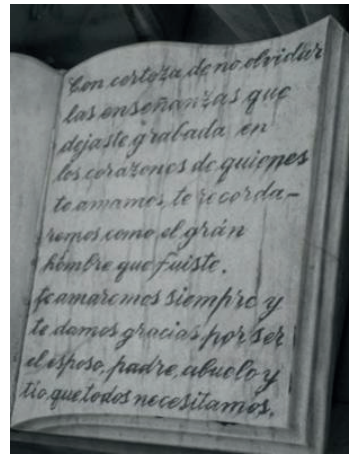 Con certeza de no olvidar
las enseñanzas que
dejaste grabada en
los corázones de quienes
te amamos, te recorda-
remos como el grán
hombre que fuiste.
te amaremos siempre y
te damos gracias por ser
el esposo, padre, abuelo y
tio, que todos necesitamos.